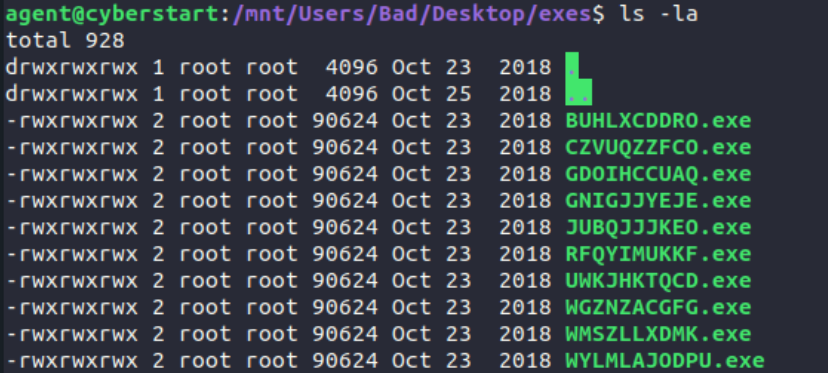 agent@cyberstart:/mnt/Users/Bad/Desktop/exes$ ls -la
total 928
drwxrwxrwx 1 root root  4096 Oct 23  2018 .
drwxrwxrwx 1 root root  4096 Oct 25  2018 ..
-rwxrwxrwx 2 root root 90624 Oct 23  2018 BUHLXCDDRO.exe
-rwxrwxrwx 2 root root 90624 Oct 23  2018 CZVUQZZFCO.exe
-rwxrwxrwx 2 root root 90624 Oct 23  2018 GDOIHCCUAQ.exe
-rwxrwxrwx 2 root root 90624 Oct 23  2018 GNIGJJYEJE.exe
-rwxrwxrwx 2 root root 90624 Oct 23  2018 JUBQJJJKEO.exe
-rwxrwxrwx 2 root root 90624 Oct 23  2018 RFQYIMUKKF.exe
-rwxrwxrwx 2 root root 90624 Oct 23  2018 UWKJHKTQCD.exe
-rwxrwxrwx 2 root root 90624 Oct 23  2018 WGZNZACGFG.exe
-rwxrwxrwx 2 root root 90624 Oct 23  2018 WMSZLLXDMK.exe
-rwxrwxrwx 2 root root 90624 Oct 23  2018 WYLMLAJODPU.exe